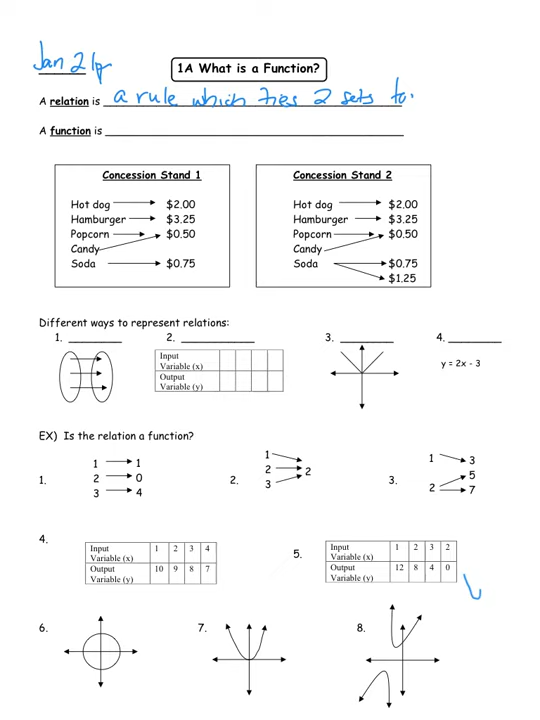 Jan 21
1A What is a Function?
A relation is a rule which ties 2 sets to
A function is
Concession Stand 1
Hot dog $2.00
Hamburger $3.25
Popcorn $0.50
Candy
Soda $0.75
Concession Stand 2
Hot dog $2.00
Hamburger $3.25
Popcorn $0.50
Candy
Soda $0.75
$1.25
Different ways to represent relations:
1. 2. 3. 4.
Input Variable (x)
Output Variable (y)
y = 2x - 3
EX) Is the relation a function?
1.
1 1
2 0
3 4
2.
1
2 2
3
3.
1 3
5
2 7
4.
Input Variable (x) 1 2 3 4
Output Variable (y) 10 9 8 7
5.
Input Variable (x) 1 2 3 2
Output Variable (y) 12 8 4 0
6. 7. 8.